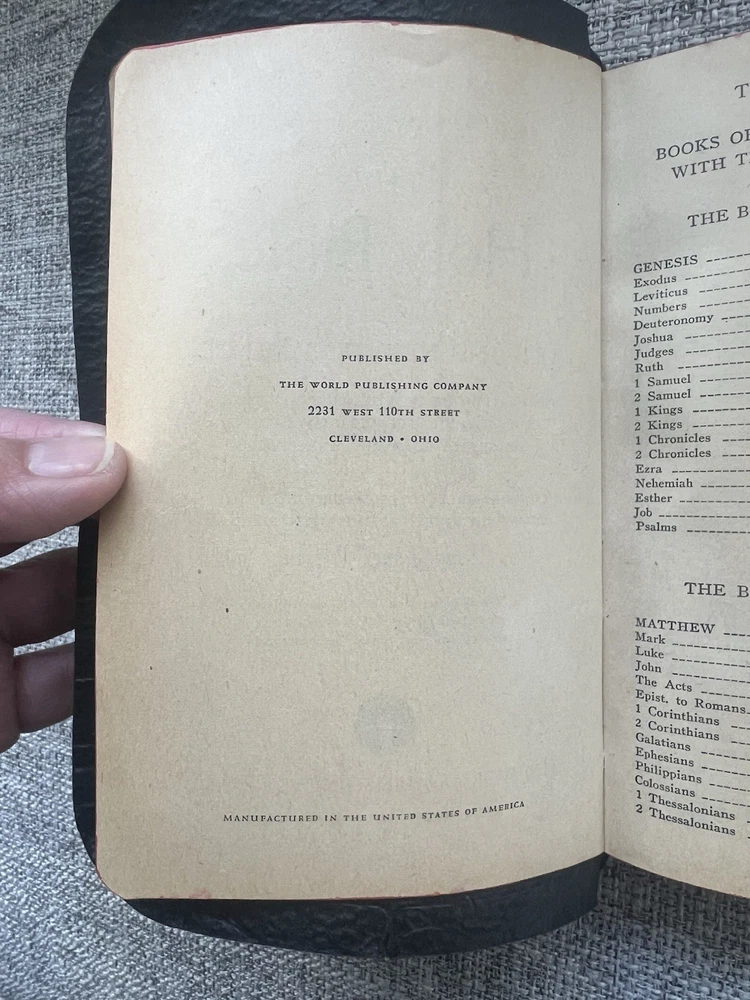 PUBLISHED BY
THE WORLD PUBLISHING COMPANY
2231 WEST 110TH STREET
CLEVELAND • OHIO
MANUFACTURED IN THE UNITED STATES OF AMERICA
BOOKS
WITH
THE
GENESIS
Exodus
Leviticus
Numbers
Deuteronomy
Joshua
Judges
Ruth
1 Samuel
2 Samuel
1 Kings
2 Kings
1 Chronicles
2 Chronicles
Ezra
Nehemiah
Esther
Job
Psalms
THE
MATTHEW
Mark
Luke
John
The Acts
Epist. to Romans
1 Corinthians
2 Corinthians
Galatians
Ephesians
Philippians
Colossians
1 Thessalonians
2 Thessalonians